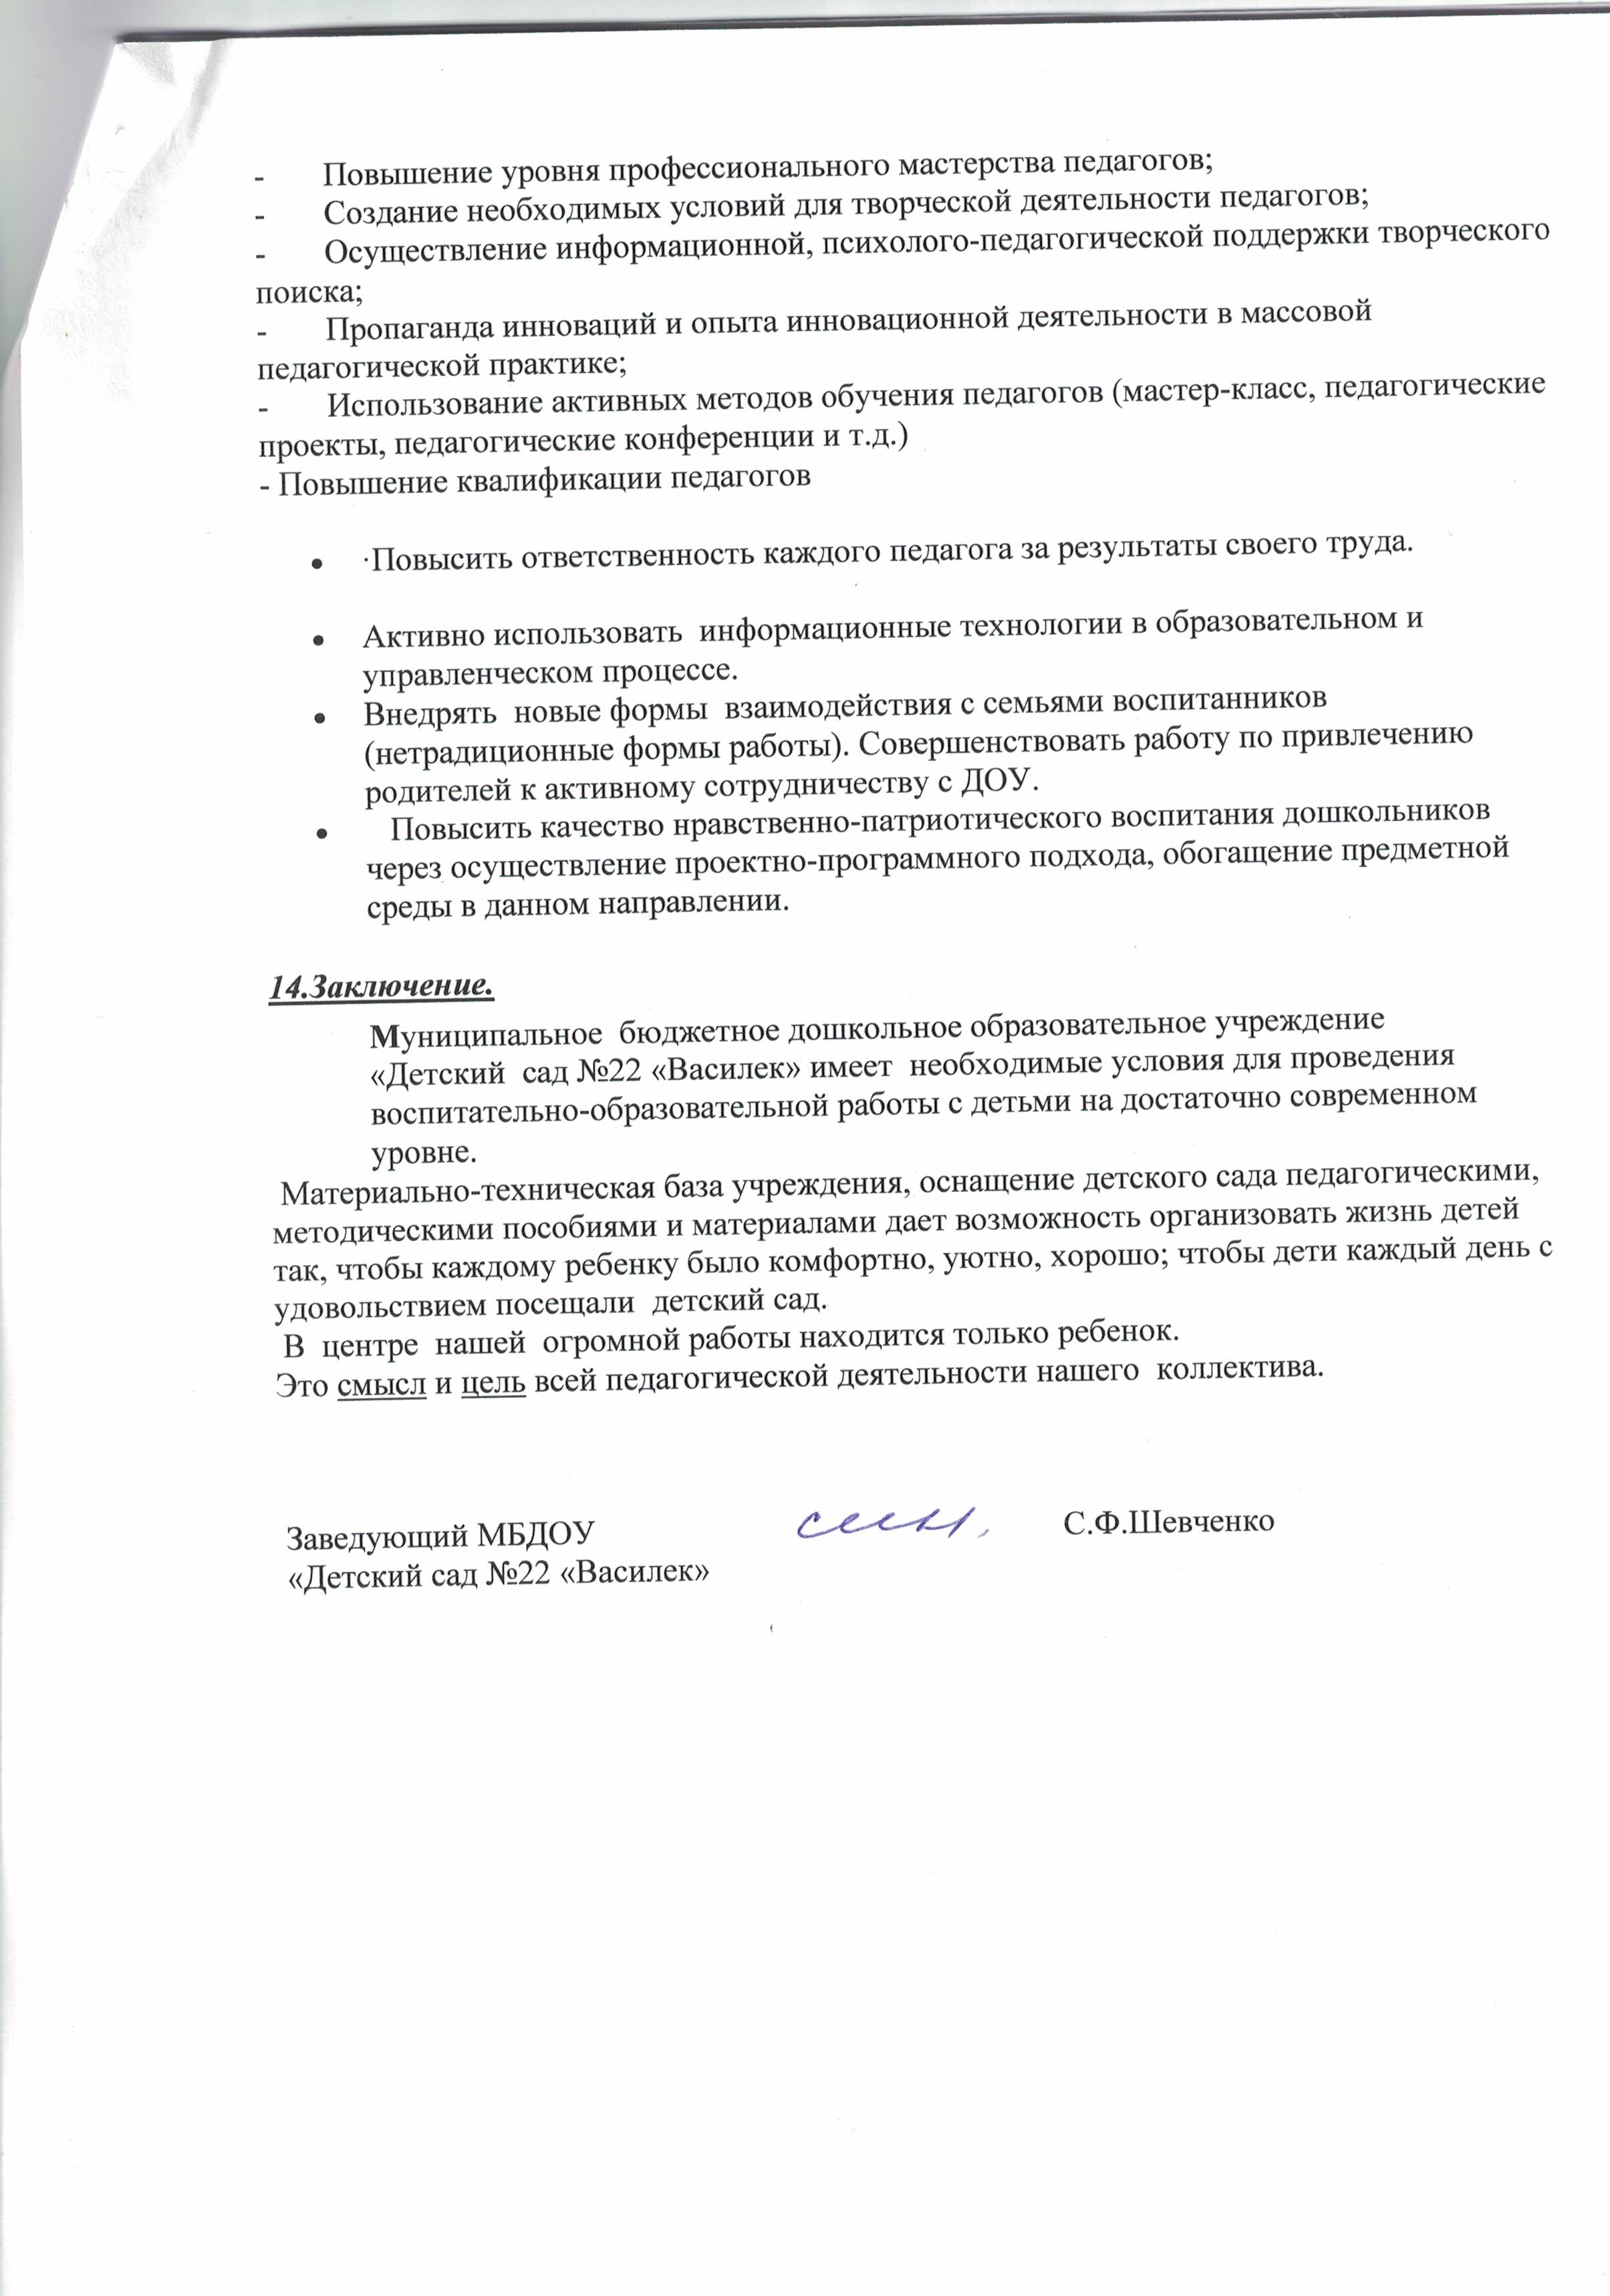 - Повышение уровня профессионального мастерства педагогов;
- Создание необходимых условий для творческой деятельности педагогов;
- Осуществление информационной, психолого-педагогической поддержки творческого
поиска;
- Пропаганда инноваций и опыта инновационной деятельности в массовой
педагогической практике;
- Использование активных методов обучения педагогов (мастер-класс, педагогические
проекты, педагогические конференции и т.д.)
- Повышение квалификации педагогов
• ·Повысить ответственность каждого педагога за результаты своего труда.
• Активно использовать информационные технологии в образовательном и
управленческом процессе.
• Внедрять новые формы взаимодействия с семьями воспитанников
(нетрадиционные формы работы). Совершенствовать работу по привлечению
родителей к активному сотрудничеству с ДОУ.
• Повысить качество нравственно-патриотического воспитания дошкольников
через осуществление проектно-программного подхода, обогащение предметной
среды в данном направлении.
14.Заключение.
Муниципальное бюджетное дошкольное образовательное учреждение
«Детский сад №22 «Василек» имеет необходимые условия для проведения
воспитательно-образовательной работы с детьми на достаточно современном
уровне.
Материально-техническая база учреждения, оснащение детского сада педагогическими,
методическими пособиями и материалами дает возможность организовать жизнь детей
так, чтобы каждому ребенку было комфортно, уютно, хорошо; чтобы дети каждый день с
удовольствием посещали детский сад.
В центре нашей огромной работы находится только ребенок.
Это смысл и цель всей педагогической деятельности нашего коллектива.
Заведующий МБДОУ С.Ф.Шевченко
«Детский сад №22 «Василек»